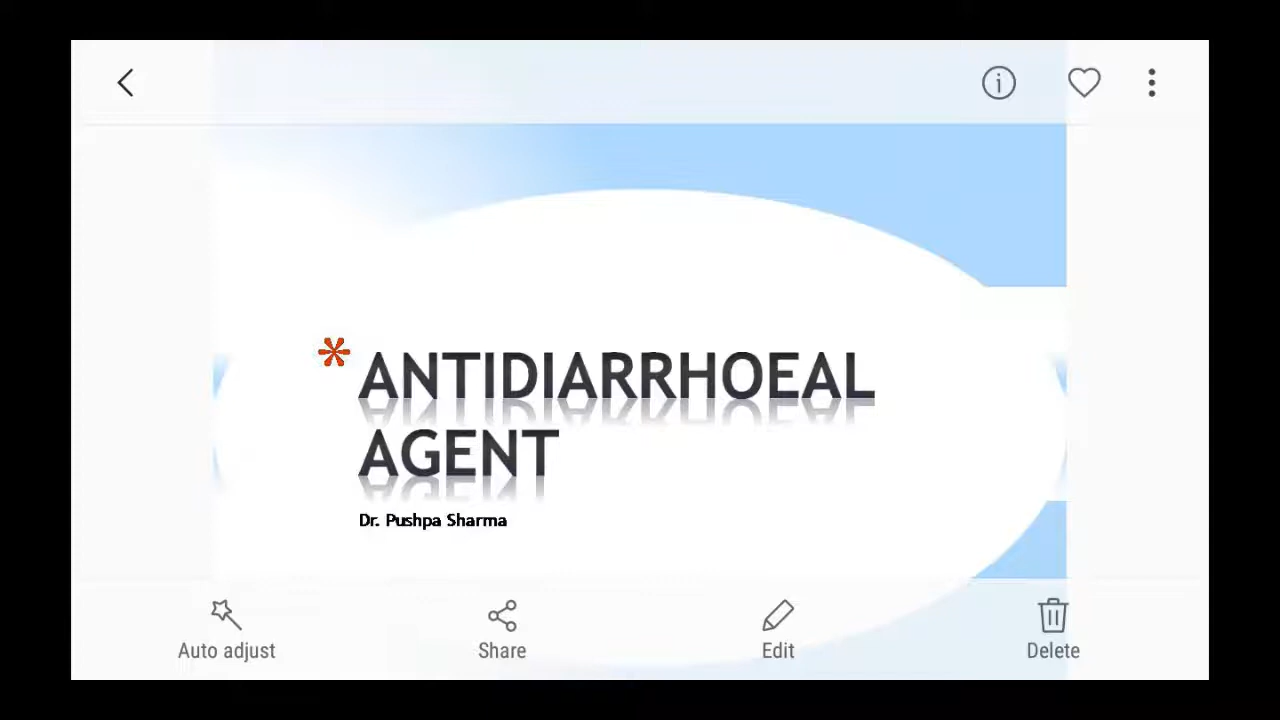 * ANTIDIARRHOEAL
AGENT
Dr. Pushpa Sharma
Auto adjust
Share
Edit
Delete